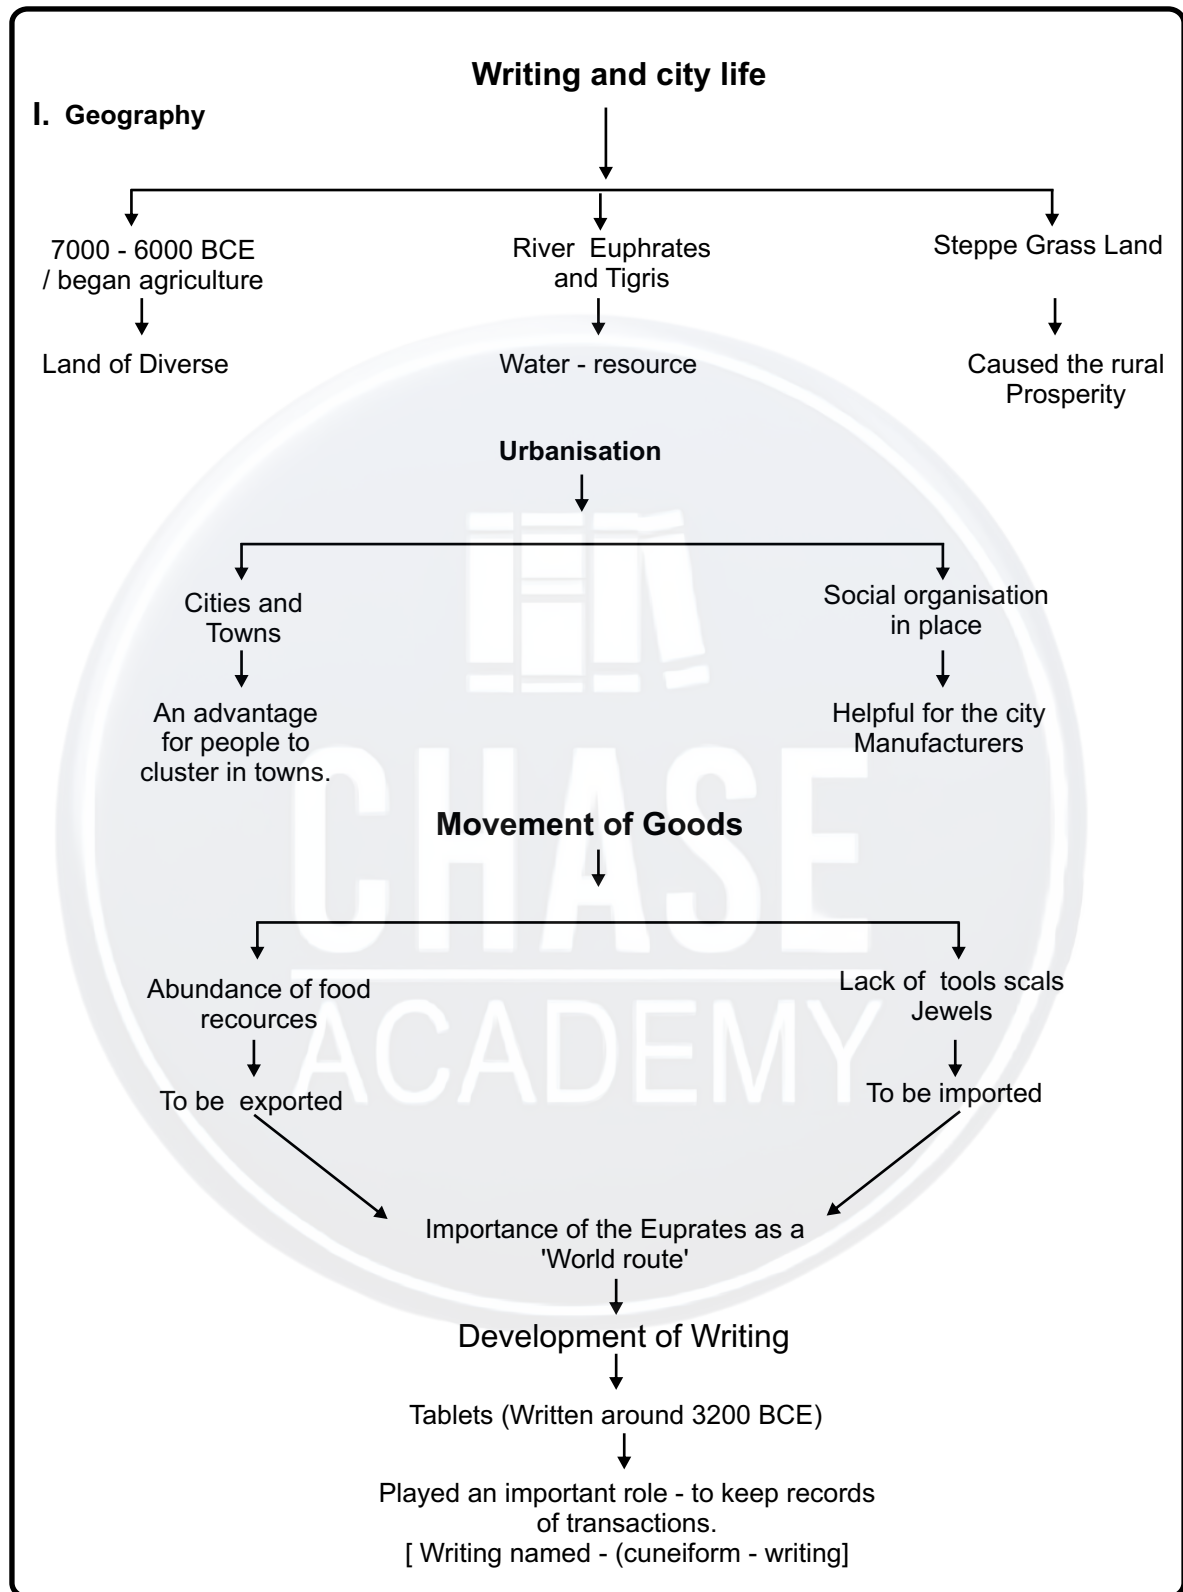 Writing and city life
I. Geography
7000 - 6000 BCE
/ began agriculture
River Euphrates
and Tigris
Steppe Grass Land
Land of Diverse
Water - resource
Caused the rural
Prosperity
Urbanisation
Cities and
Towns
Social organisation
in place
An advantage
for people to
cluster in towns.
Helpful for the city
Manufacturers
CHASE
Movement of Goods
Abundance of food
recources
Lack of tools scals
Jewels
ACADEMY
To be exported
To be imported
Importance of the Euprates as a
'World route'
Development of Writing
Tablets (Written around 3200 BCE)
Played an important role - to keep records
of transactions.
[ Writing named - (cuneiform - writing]